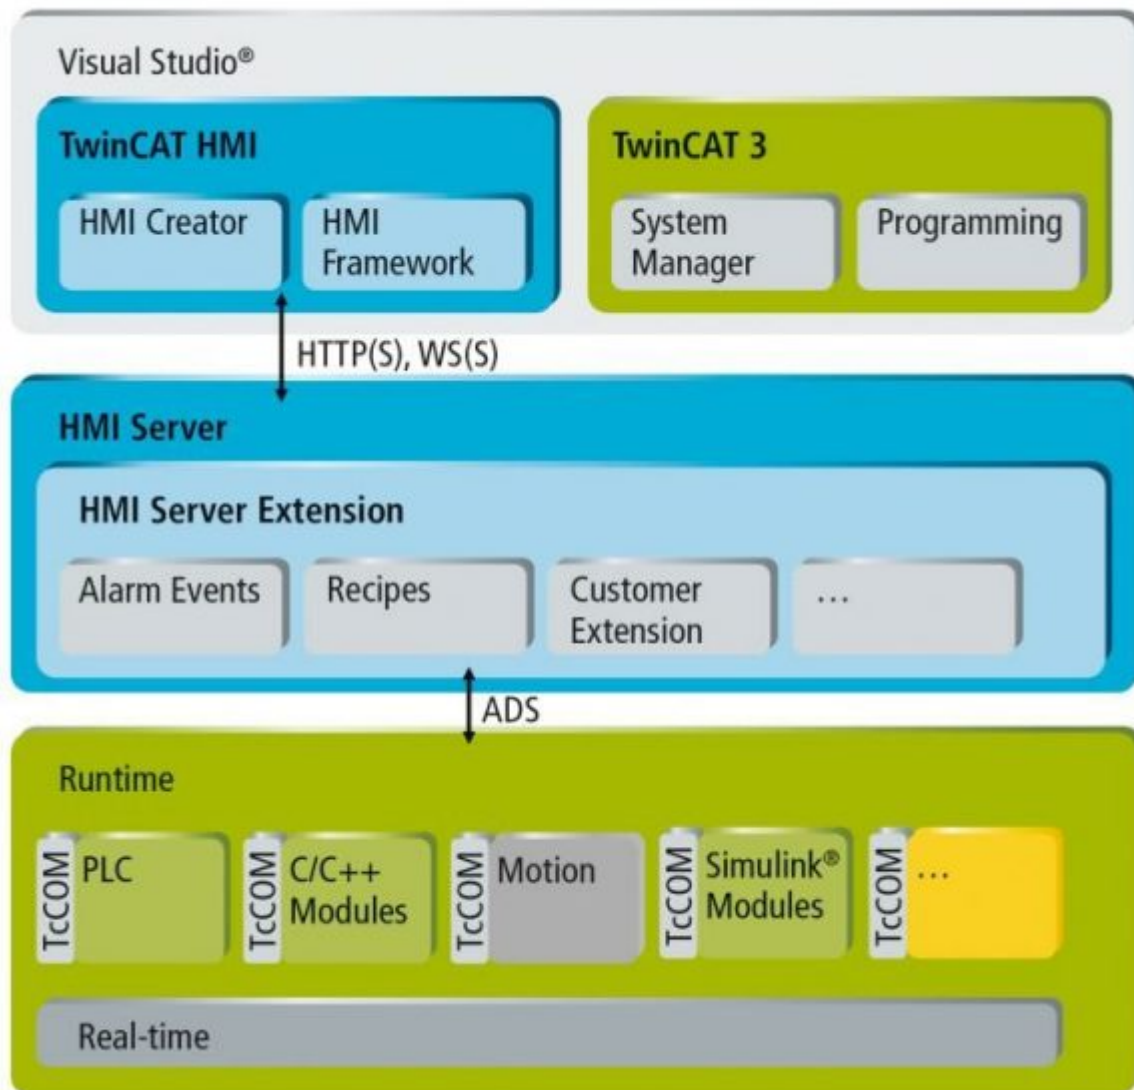 Visual Studio®
TwinCAT HMI
HMI Creator
HMI
Framework
TwinCAT 3
System
Manager
Programming
HTTP(S), WS(S)
HMI Server
HMI Server Extension
Alarm Events
Recipes
Customer
Extension
...
ADS
Runtime
TcCOM
PLC
TcCOM
C/C++
Modules
TcCOM
Motion
TcCOM
Simulink®
Modules
TcCOM
...
Real-time